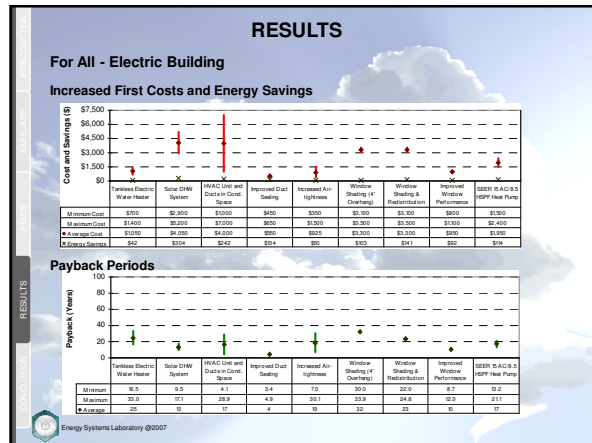 RESULTS
For All - Electric Building
Increased First Costs and Energy Savings
Cost and Savings ($)
$7,500
$6,000
$4,500
$3,000
$1,500
$0
Tankless Electric Water Heater
Solar DHW System
HVAC Unit and Ducts in Cond. Space
Improved Duct Sealing
Increased Air-tightness
Window Shading (4' Overhang)
Window Shading & Redistribution
Improved Window Performance
SEER 15 AC/8.5 HSPF Heat Pump
Minimum Cost $700 $2,900 $1,000 $450 $350 $3,100 $3,100 $800 $1,500
Maximum Cost $1,400 $5,200 $7,000 $650 $1,500 $3,500 $3,500 $1,100 $2,400
Average Cost $1,050 $4,050 $4,000 $550 $925 $3,300 $3,300 $950 $1,950
Energy Savings $42 $304 $242 $134 $50 $103 $141 $92 $114
Payback Periods
Payback (Years)
100
80
60
40
20
0
Tankless Electric Water Heater
Solar DHW System
HVAC Unit and Ducts in Cond. Space
Improved Duct Sealing
Increased Air-tightness
Window Shading (4' Overhang)
Window Shading & Redistribution
Improved Window Performance
SEER 15 AC/8.5 HSPF Heat Pump
Minimum 16.5 9.5 4.1 3.4 7.0 30.0 22.0 8.7 13.2
Maximum 33.0 17.1 28.9 4.9 30.1 33.9 24.8 12.0 21.1
Average 25 13 17 4 19 32 23 10 17
RESULTS
Energy Systems Laboratory @2007